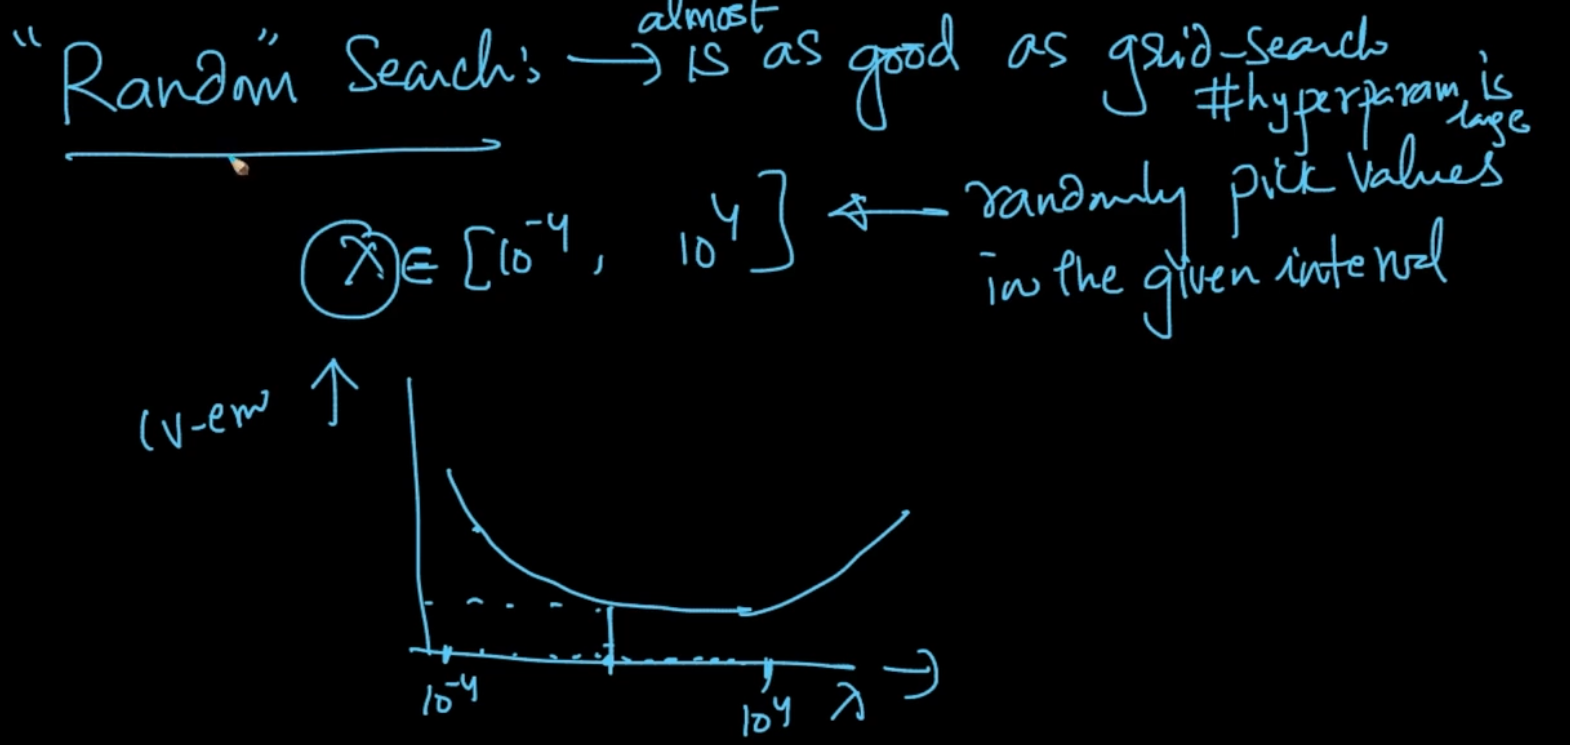 almost
"Random" Search: → is as good as grid-search
#hyperparam is large
λ ∈ [10⁻⁴, 10⁴] ← randomly pick values
in the given interval
CV-err ↑
10⁻⁴ 10⁴ λ →